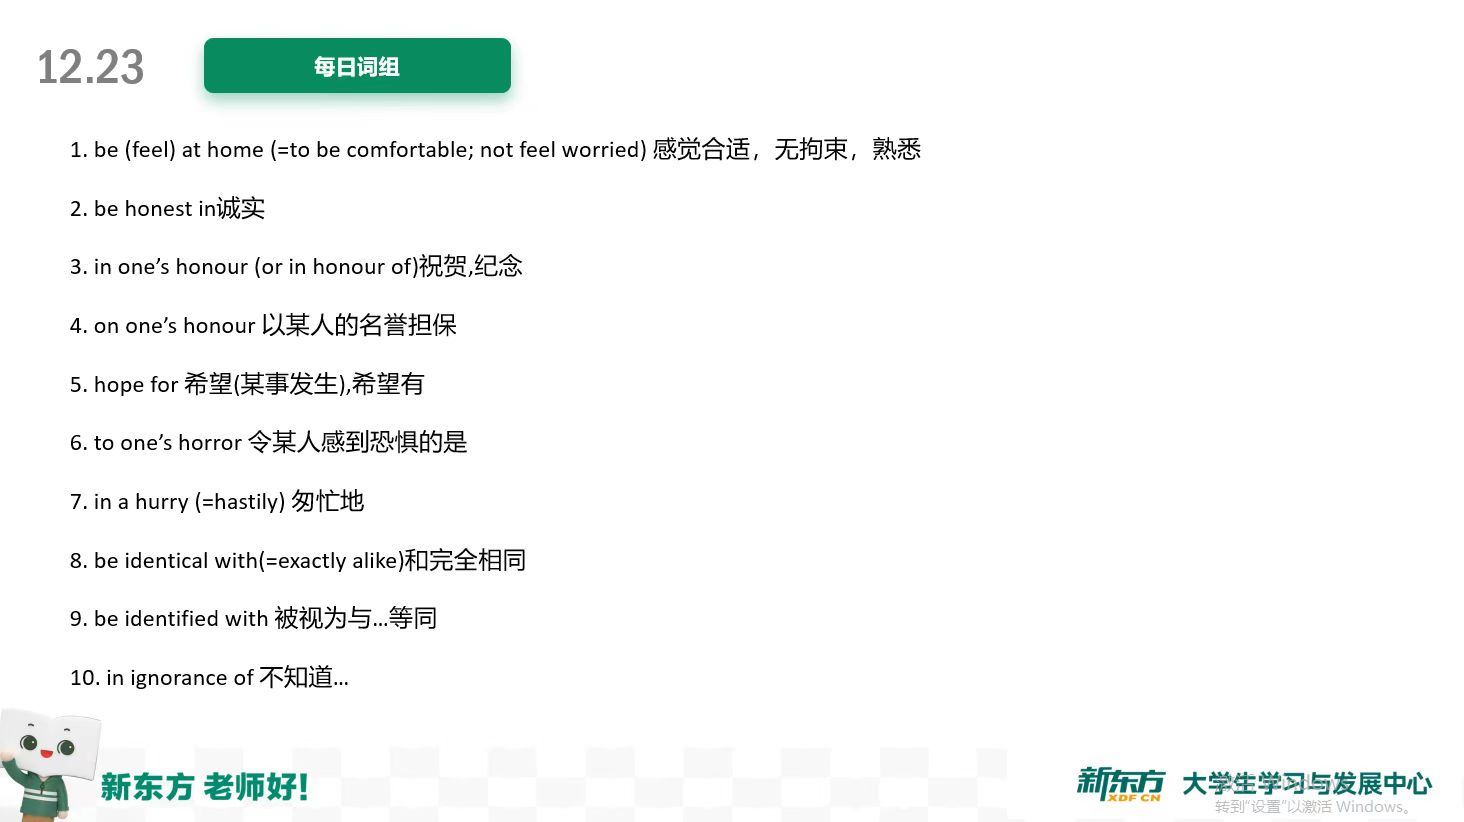 12.23
每日词组
1. be (feel) at home (=to be comfortable; not feel worried) 感觉合适，无拘束，熟悉
2. be honest in诚实
3. in one’s honour (or in honour of)祝贺,纪念
4. on one’s honour 以某人的名誉担保
5. hope for 希望(某事发生),希望有
6. to one’s horror 令某人感到恐惧的是
7. in a hurry (=hastily) 匆忙地
8. be identical with(=exactly alike)和完全相同
9. be identified with 被视为与…等同
10. in ignorance of 不知道…
新东方 老师好!
新东方 XDF.CN 大学生学习与发展中心
激活 Windows
转到“设置”以激活 Windows。